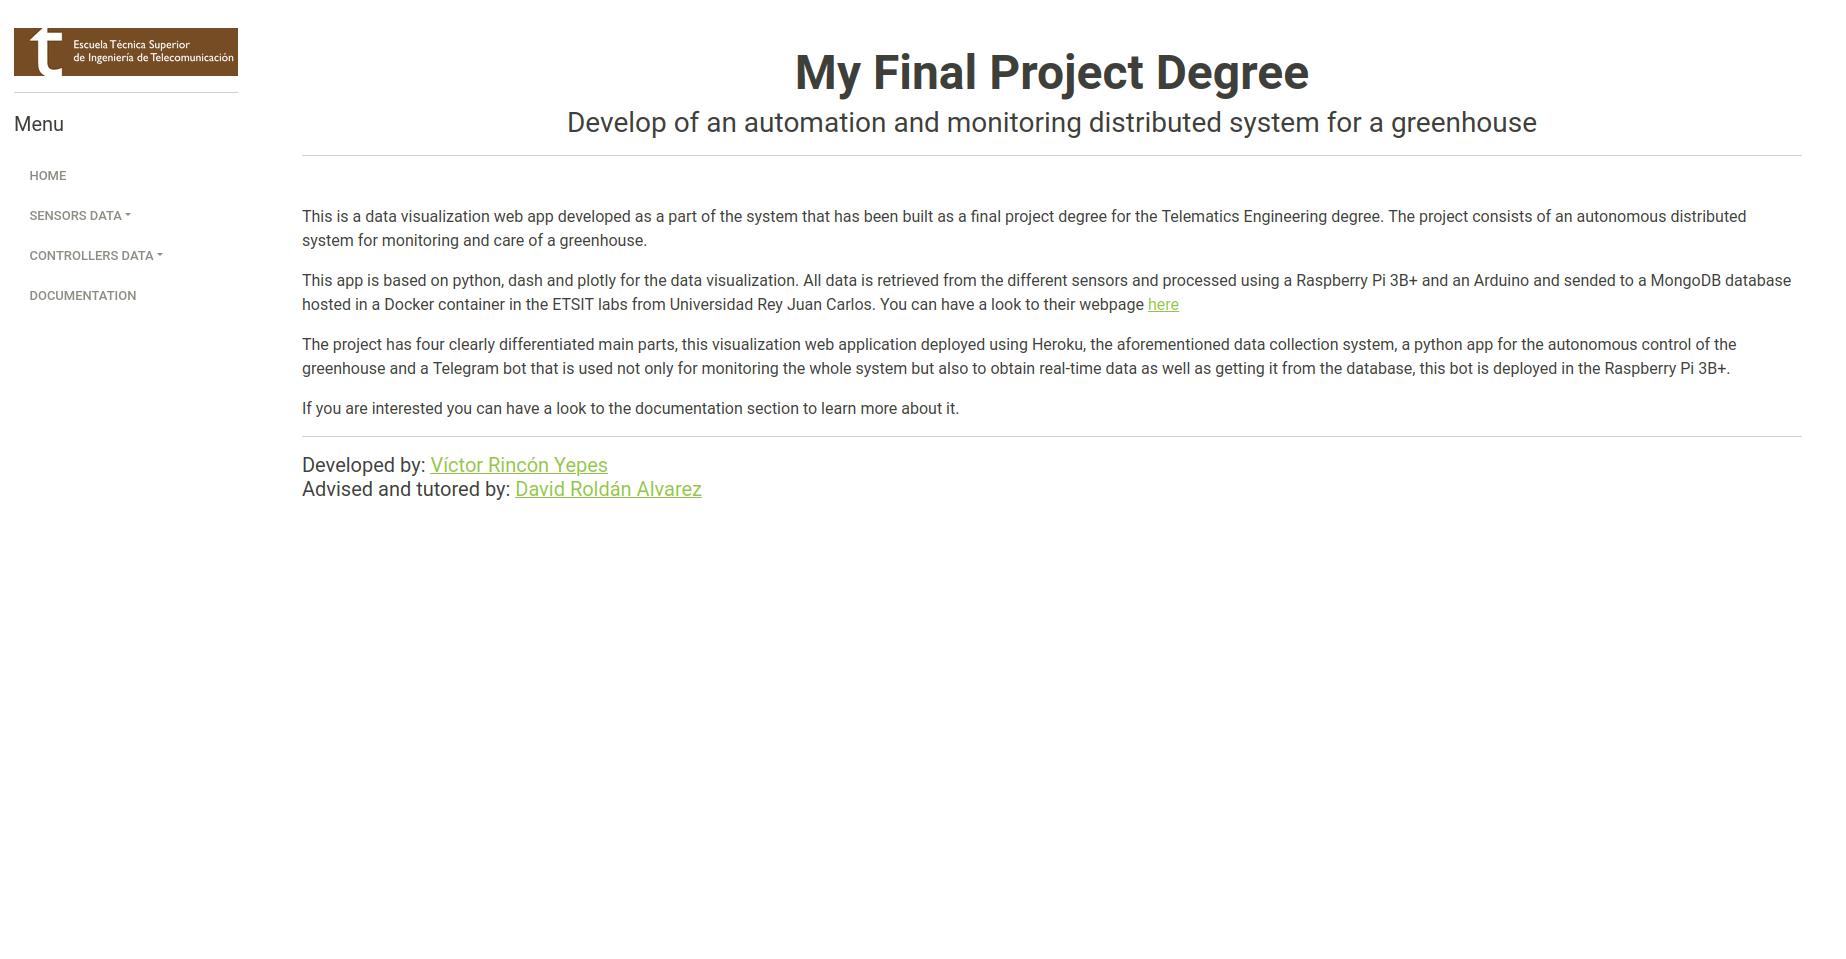 Escuela Técnica Superior
de Ingeniería de Telecomunicación
Menu
HOME
SENSORS DATA
CONTROLLERS DATA
DOCUMENTATION
My Final Project Degree
Develop of an automation and monitoring distributed system for a greenhouse
This is a data visualization web app developed as a part of the system that has been built as a final project degree for the Telematics Engineering degree. The project consists of an autonomous distributed
system for monitoring and care of a greenhouse.
This app is based on python, dash and plotly for the data visualization. All data is retrieved from the different sensors and processed using a Raspberry Pi 3B+ and an Arduino and sended to a MongoDB database
hosted in a Docker container in the ETSIT labs from Universidad Rey Juan Carlos. You can have a look to their webpage here
The project has four clearly differentiated main parts, this visualization web application deployed using Heroku, the aforementioned data collection system, a python app for the autonomous control of the
greenhouse and a Telegram bot that is used not only for monitoring the whole system but also to obtain real-time data as well as getting it from the database, this bot is deployed in the Raspberry Pi 3B+.
If you are interested you can have a look to the documentation section to learn more about it.
Developed by: Víctor Rincón Yepes
Advised and tutored by: David Roldán Alvarez